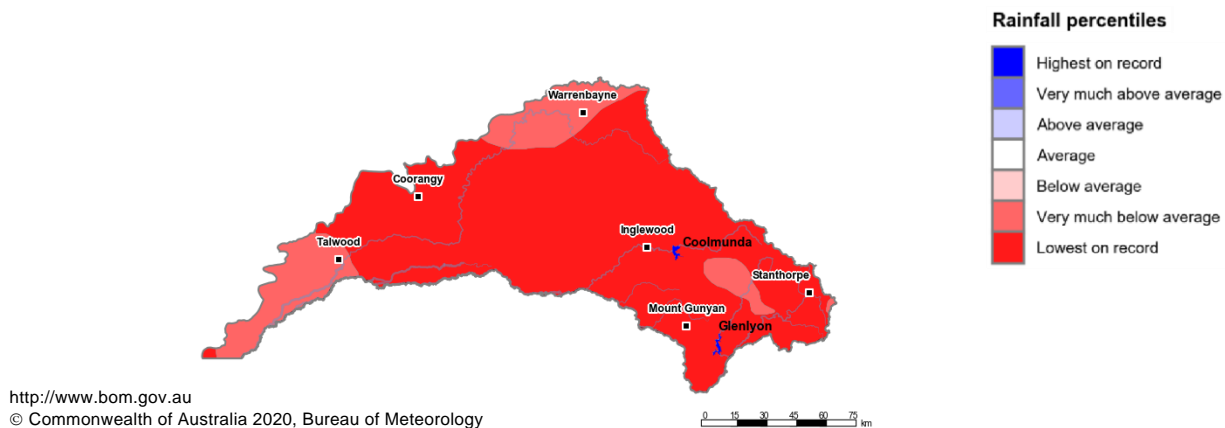 Rainfall percentiles
Highest on record
Very much above average
Above average
Average
Below average
Very much below average
Lowest on record
Warrenbayne
Coorangy
Talwood
Inglewood
Coolmunda
Stanthorpe
Mount Gunyan
Glenlyon
http://www.bom.gov.au
© Commonwealth of Australia 2020, Bureau of Meteorology
0 15 30 45 60 75
km